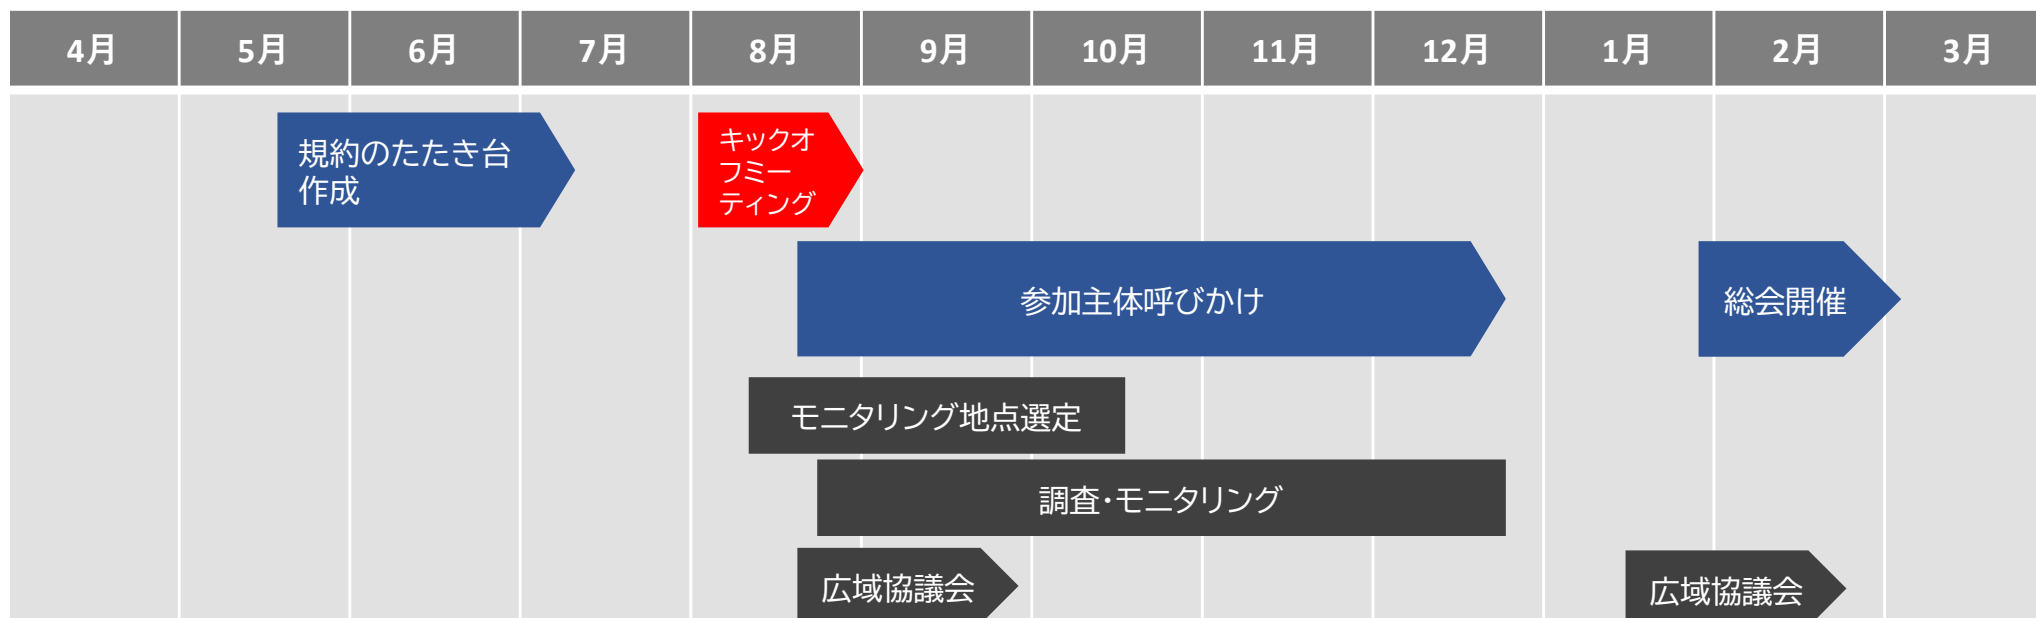 4月 5月 6月 7月 8月 9月 10月 11月 12月 1月 2月 3月
規約のたたき台
作成
キックオ
フミー
ティング
参加主体呼びかけ
総会開催
モニタリング地点選定
調査・モニタリング
広域協議会
広域協議会